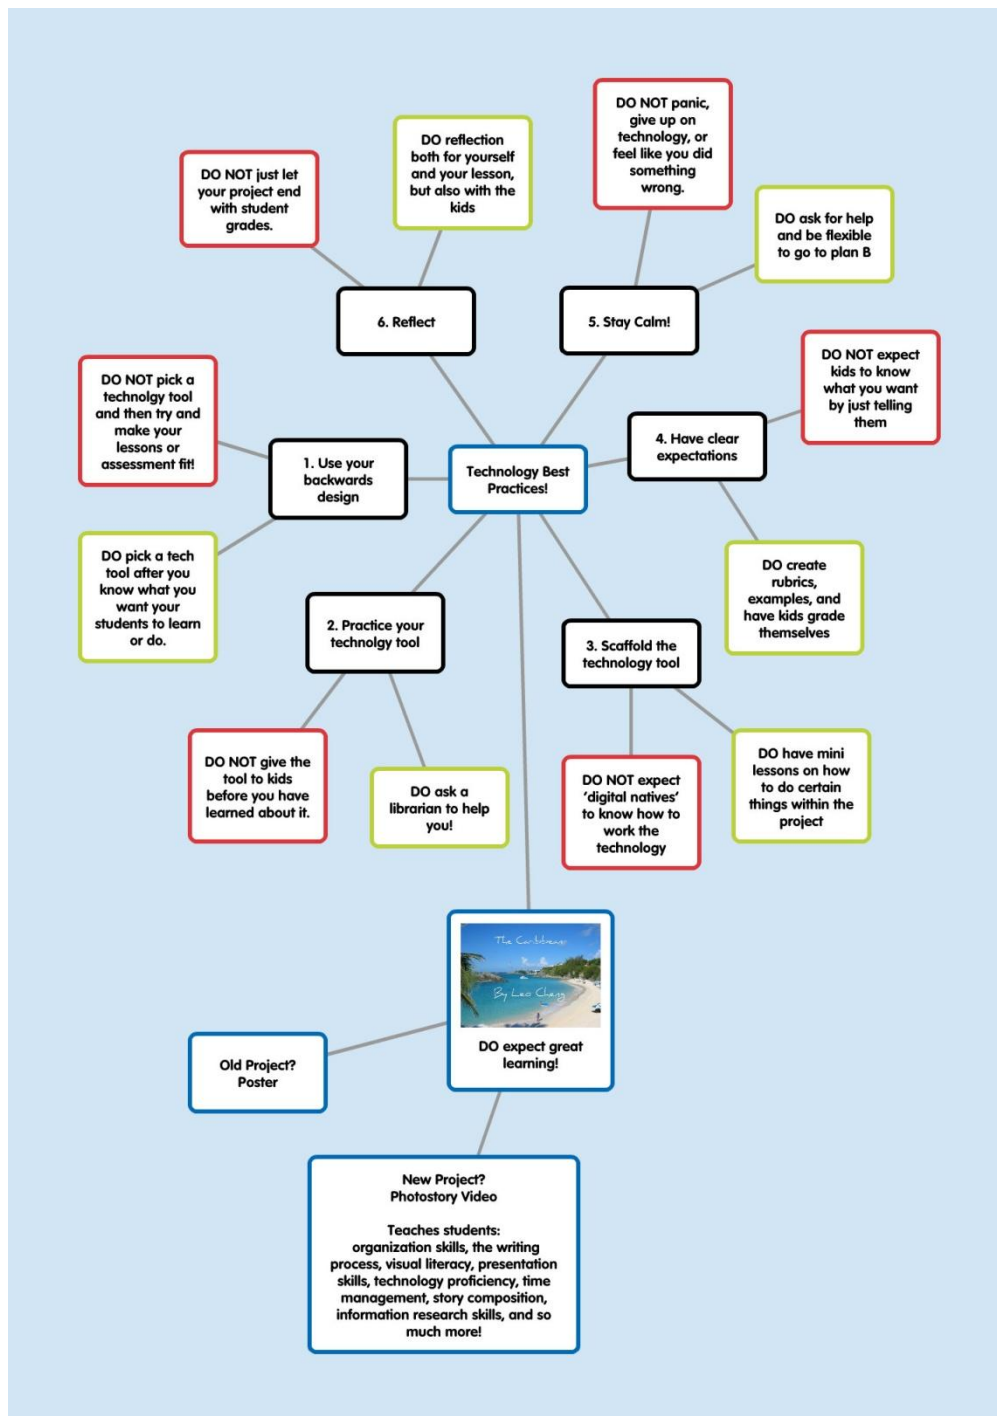 DO NOT panic,
give up on
technology, or
feel like you did
something
wrong.
DO reflection
both for yourself
and your lesson,
but also with the
kids
DO NOT just let
your project end
with student
grades.
DO ask for help
and be flexible
to go to plan B
6. Reflect
5. Stay Calm!
DO NOT expect
kids to know
what you want
by just telling
them
DO NOT pick a
technolgy tool
and then try and
make your
lessons or
assessment fit!
4. Have clear
expectations
1. Use your
backwards
design
Technology Best
Practices!
DO pick a tech
tool after you
know what you
want your
students to learn
or do.
DO create
rubrics,
examples, and
have kids grade
themselves
2. Practice your
technolgy tool
3. Scaffold the
technology tool
DO NOT give the
tool to kids
before you have
learned about it.
DO ask a
librarian to help
you!
DO NOT expect
‘digital natives’
to know how to
work the
technology
DO have mini
lessons on how
to do certain
things within the
project
The Caribbean
By Leo Chang
DO expect great
learning!
Old Project?
Poster
New Project?
Photostory Video
Teaches students:
organization skills, the writing
process, visual literacy, presentation
skills, technology proficiency, time
management, story composition,
information research skills, and so
much more!